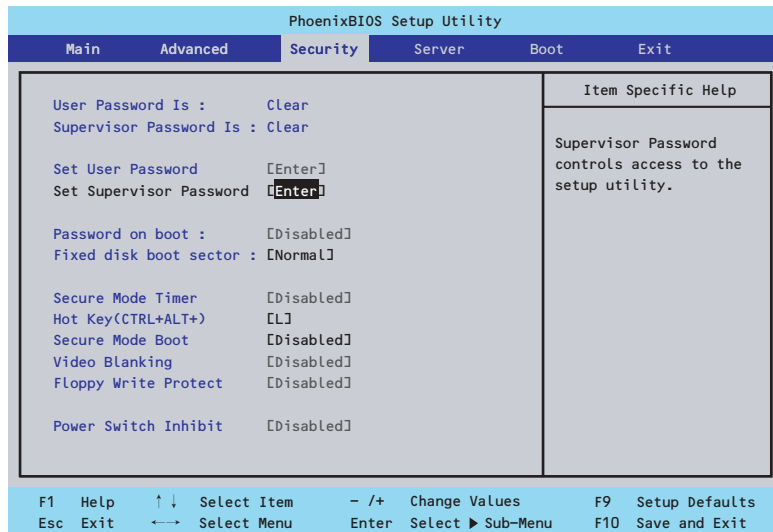 PhoenixBIOS Setup Utility
Main Advanced Security Server Boot Exit
User Password Is : Clear
Supervisor Password Is : Clear
Set User Password [Enter]
Set Supervisor Password [Enter]
Password on boot : [Disabled]
Fixed disk boot sector : [Normal]
Secure Mode Timer [Disabled]
Hot Key(CTRL+ALT+) [L]
Secure Mode Boot [Disabled]
Video Blanking [Disabled]
Floppy Write Protect [Disabled]
Power Switch Inhibit [Disabled]
Item Specific Help
Supervisor Password
controls access to the
setup utility.
F1 Help ↑↓ Select Item - /+ Change Values F9 Setup Defaults
Esc Exit ←→ Select Menu Enter Select ▶ Sub-Menu F10 Save and Exit